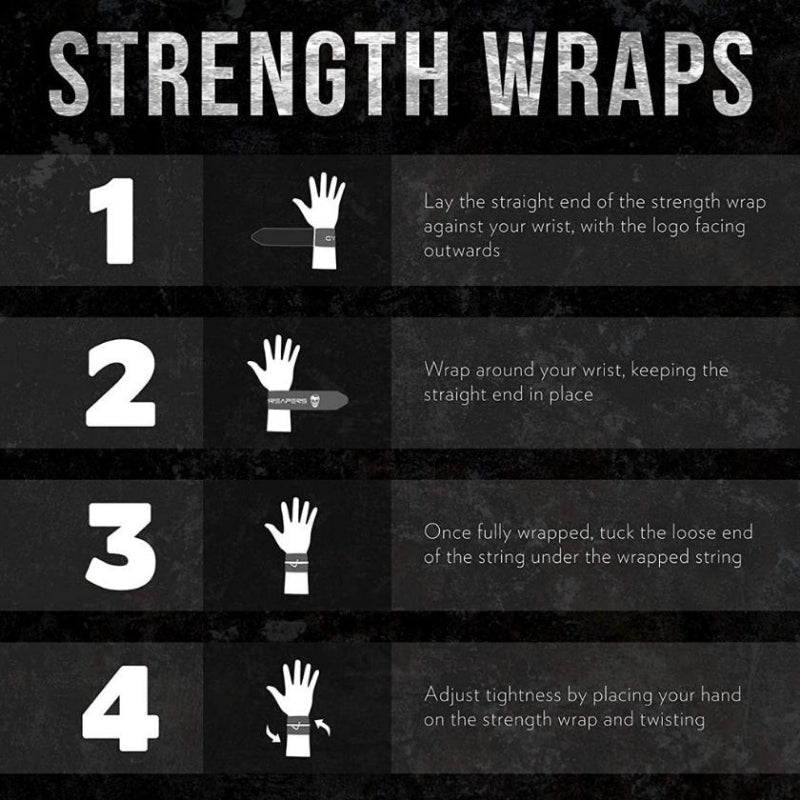 STRENGTH WRAPS
1
GY
Lay the straight end of the strength wrap
against your wrist, with the logo facing
outwards
2
REAPERS
Wrap around your wrist, keeping the
straight end in place
3
Once fully wrapped, tuck the loose end
of the string under the wrapped string
4
Adjust tightness by placing your hand
on the strength wrap and twisting